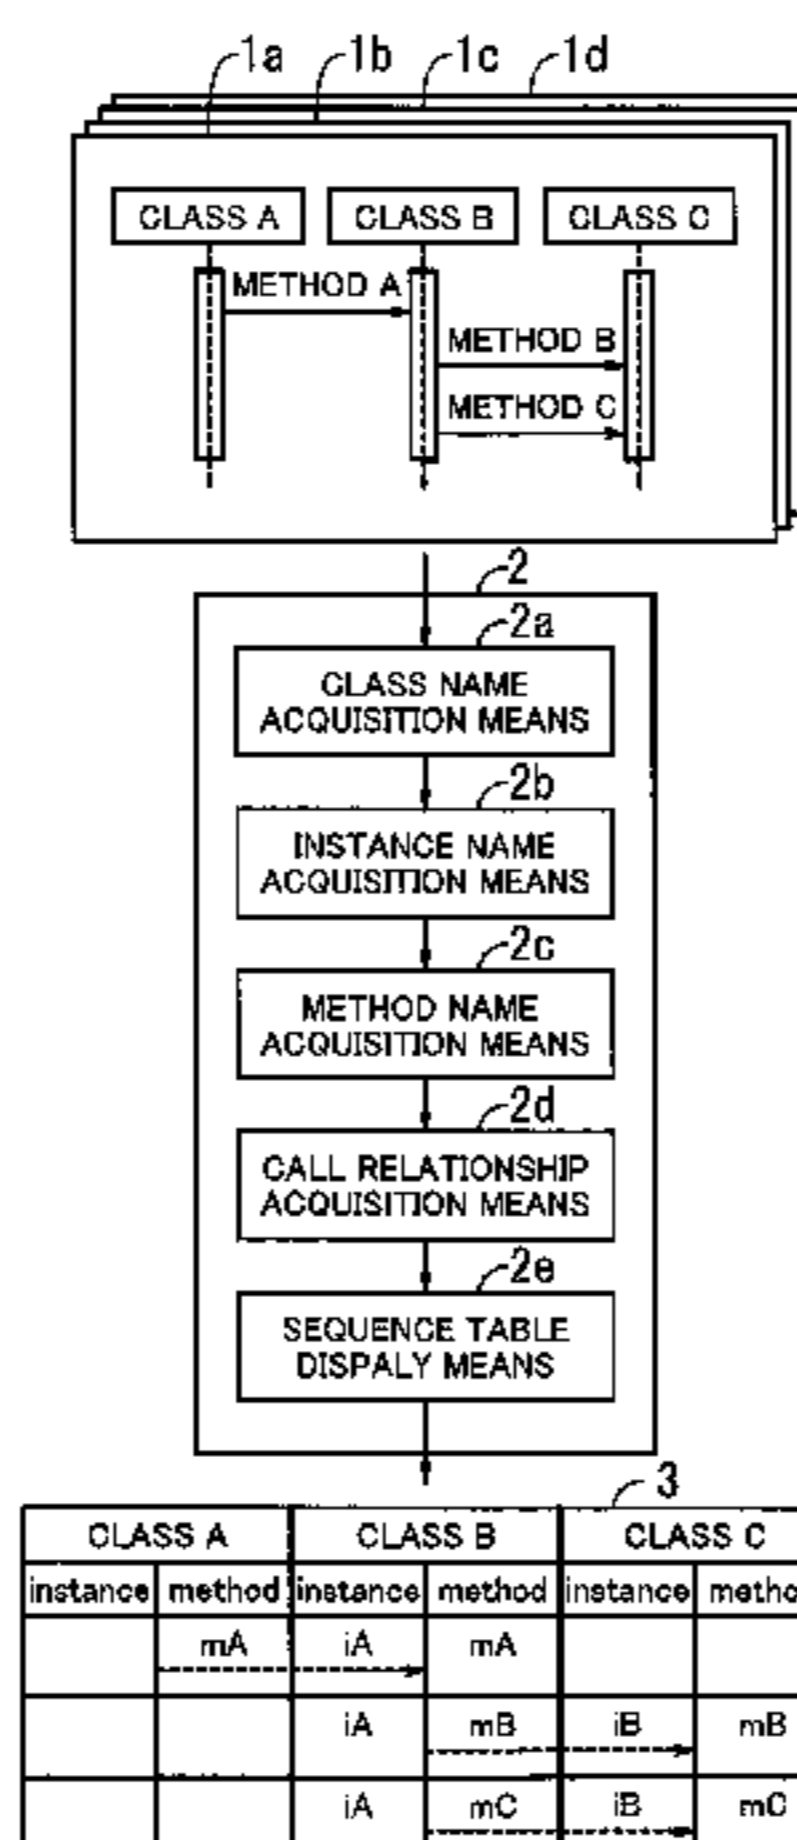 1a 1b 1c 1d
CLASS A CLASS B CLASS C
METHOD A
METHOD B
METHOD C
2
2a
CLASS NAME
ACQUISITION MEANS
2b
INSTANCE NAME
ACQUISITION MEANS
2c
METHOD NAME
ACQUISITION MEANS
2d
CALL RELATIONSHIP
ACQUISITION MEANS
2e
SEQUENCE TABLE
DISPALY MEANS
3
CLASS A CLASS B CLASS C
instance method instance method instance metho
mA iA mA
iA mB iB mB
iA mC iB mC